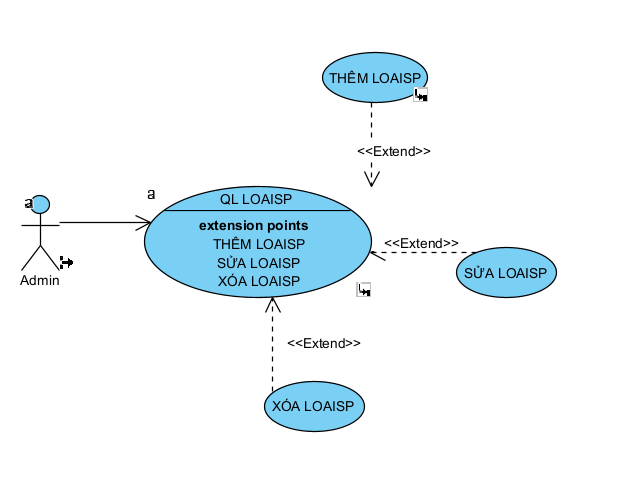 THÊM LOAISP
<<Extend>>
a
QL LOAISP
a
extension points
THÊM LOAISP
<<Extend>>
SỬA LOAISP
SỬA LOAISP
XÓA LOAISP
Admin
<<Extend>>
XÓA LOAISP